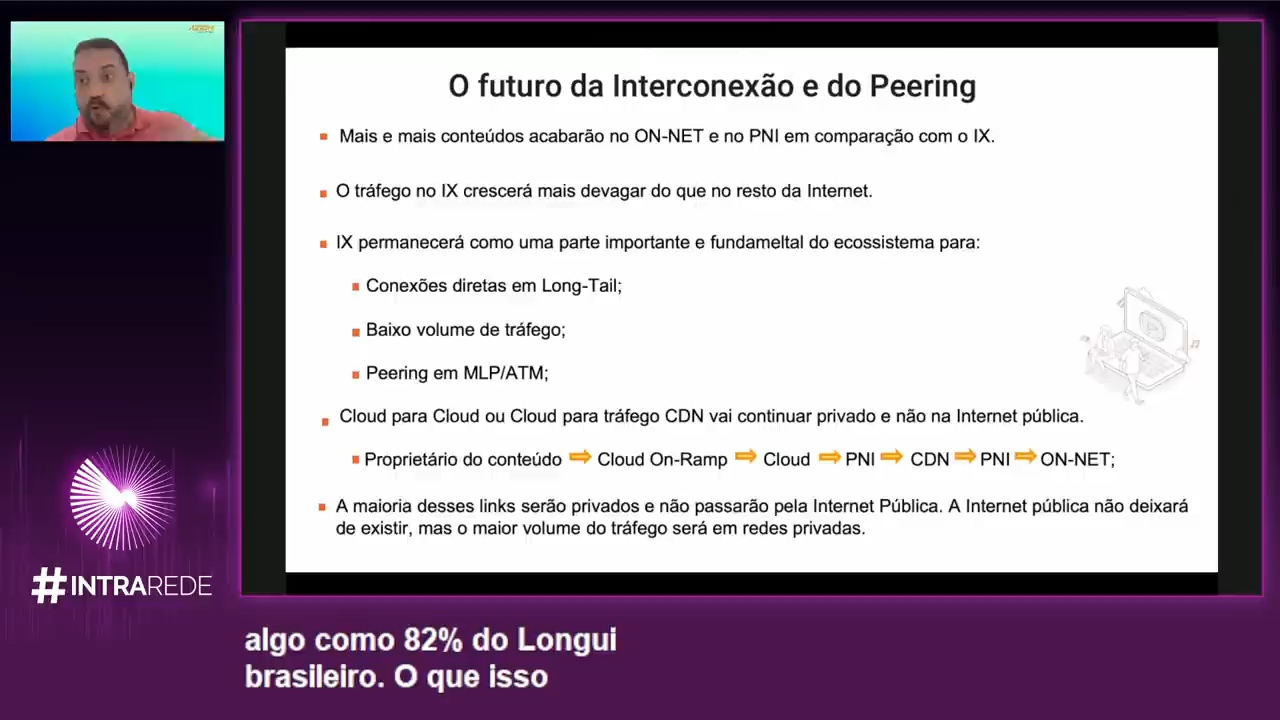 O futuro da Interconexão e do Peering
Mais e mais conteúdos acabarão no ON-NET e no PNI em comparação com o IX.
O tráfego no IX crescerá mais devagar do que no resto da Internet.
IX permanecerá como uma parte importante e fundameltal do ecossistema para:
Conexões diretas em Long-Tail;
Baixo volume de tráfego;
Peering em MLP/ATM;
Cloud para Cloud ou Cloud para tráfego CDN vai continuar privado e não na Internet pública.
Proprietário do conteúdo ⇨ Cloud On-Ramp ⇨ Cloud ⇨ PNI ⇨ CDN ⇨ PNI ⇨ ON-NET;
A maioria desses links serão privados e não passarão pela Internet Pública. A Internet pública não deixará
de existir, mas o maior volume do tráfego será em redes privadas.
#INTRAREDE
algo como 82% do Longui
brasileiro. O que isso